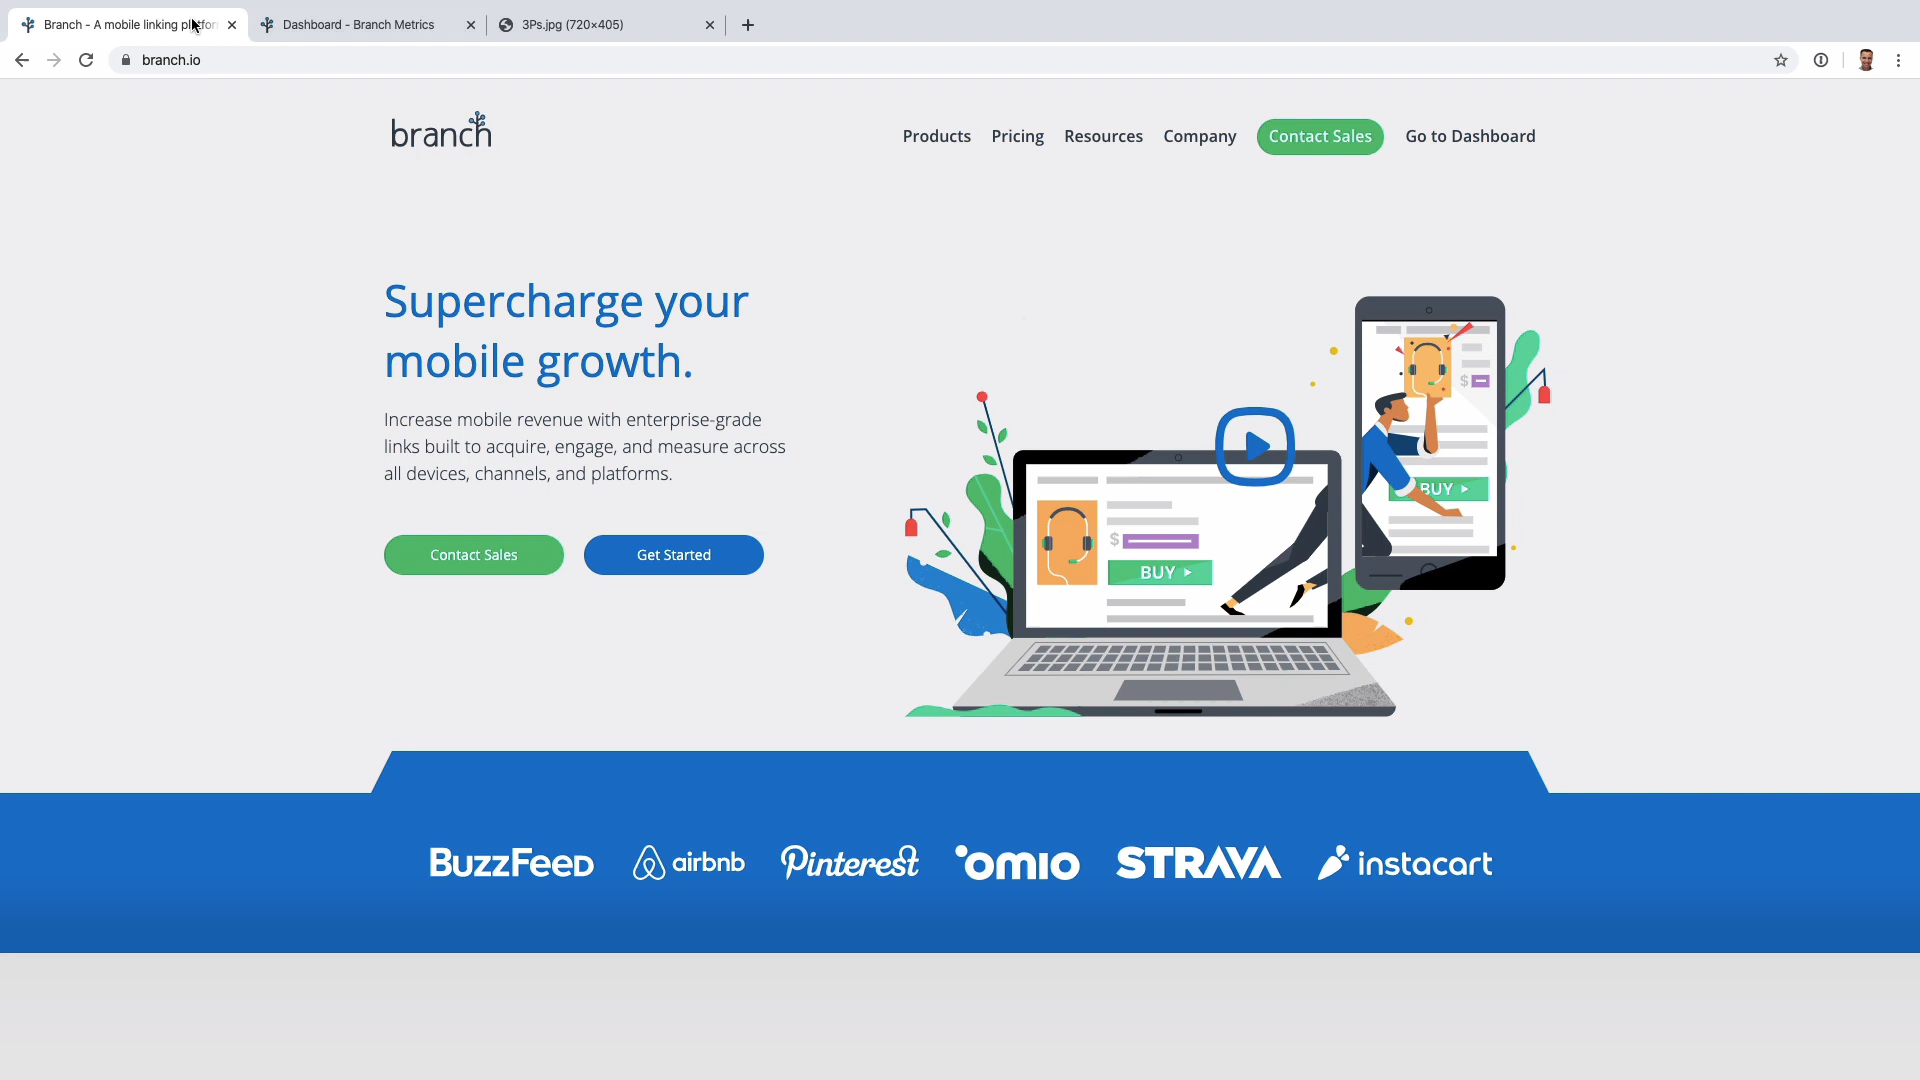 Branch - A mobile linking
Dashboard - Branch Metrics
3Ps.jpg (720×405)
branch.io
branch
Products
Pricing
Resources
Company
Contact Sales
Go to Dashboard
Supercharge your
mobile growth.
Increase mobile revenue with enterprise-grade
links built to acquire, engage, and measure across
all devices, channels, and platforms.
Contact Sales
Get Started
$
BUY
$
BUY
BuzzFeed
airbnb
Pinterest
omio
STRAVA
instacart